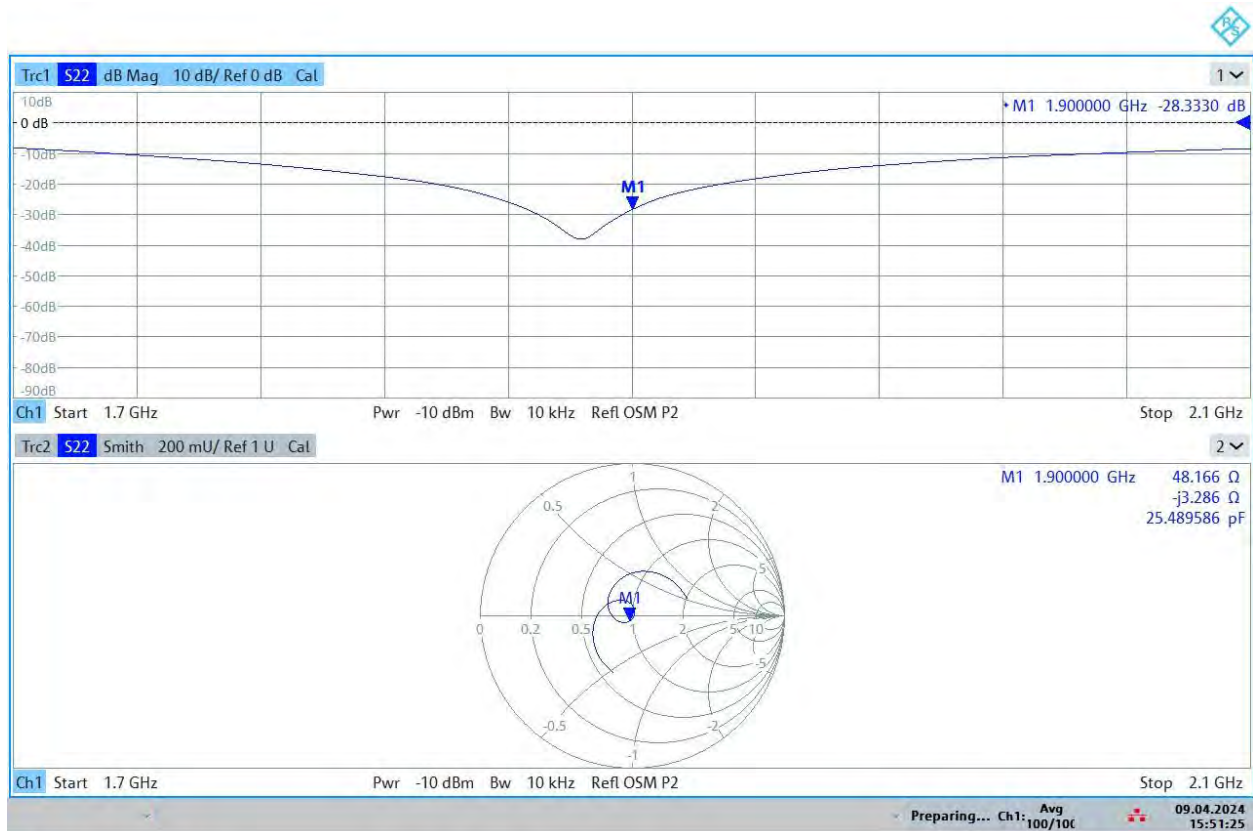 R&S
Trc1 S22 dB Mag 10 dB/ Ref 0 dB Cal 1
10dB
0 dB
-10dB
-20dB
-30dB
-40dB
-50dB
-60dB
-70dB
-80dB
-90dB
•M1 1.900000 GHz -28.3330 dB
M1
Ch1 Start 1.7 GHz Pwr -10 dBm Bw 10 kHz Refl OSM P2 Stop 2.1 GHz
Trc2 S22 Smith 200 mU/ Ref 1 U Cal 2
M1 1.900000 GHz 48.166 Ω
-j3.286 Ω
25.489586 pF
1
0.5 2
5
M1
0 0.2 0.5 1 2 5 10
-5
-0.5 -2
-1
Ch1 Start 1.7 GHz Pwr -10 dBm Bw 10 kHz Refl OSM P2 Stop 2.1 GHz
Preparing... Ch1: Avg 09.04.2024
100/100 15:51:25